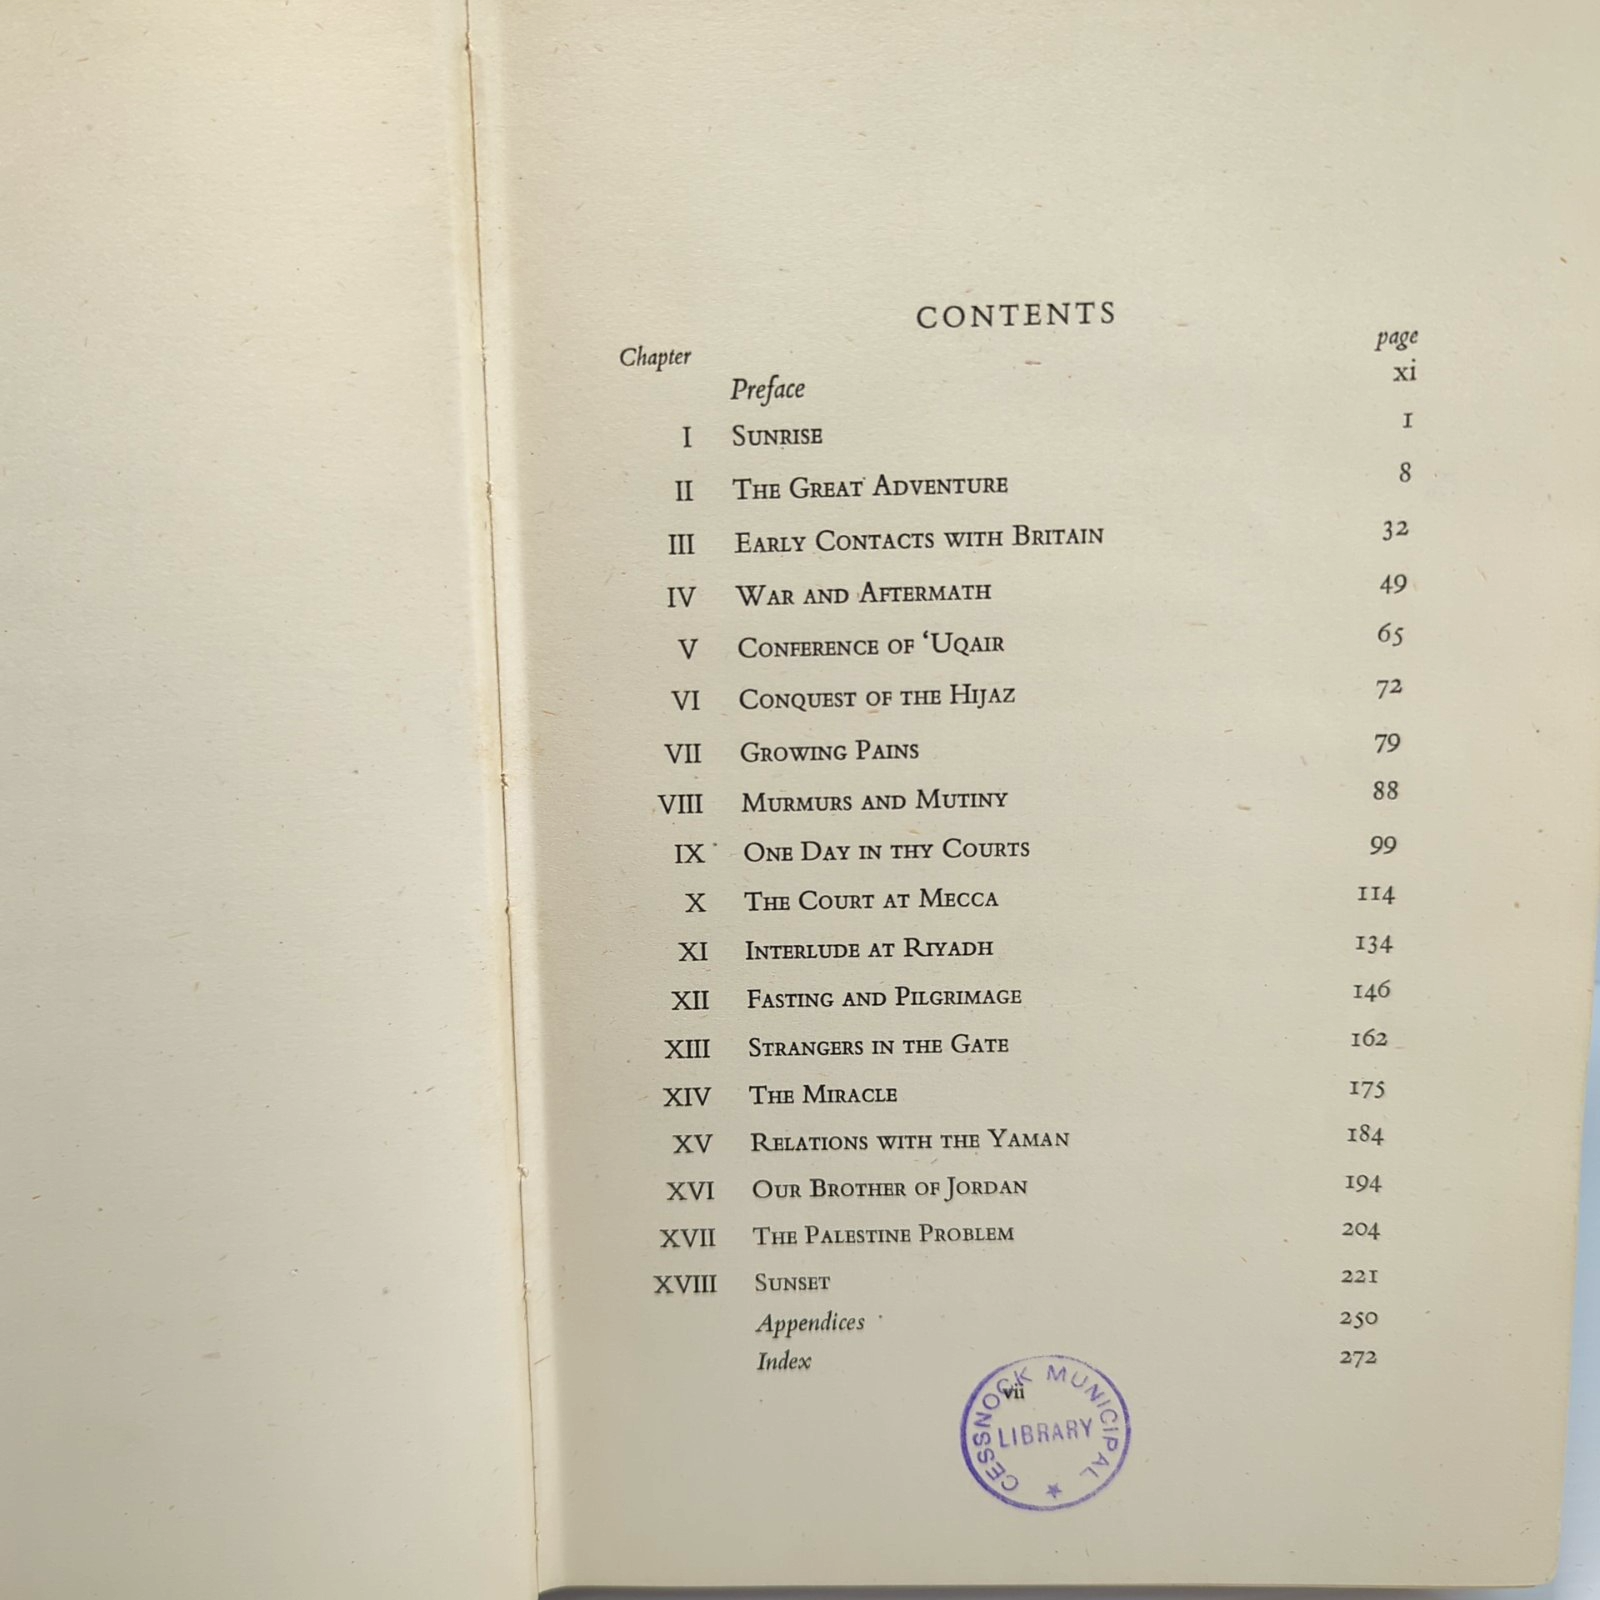 CONTENTS
Chapter page
Preface xi
I SUNRISE 1
II THE GREAT ADVENTURE 8
III EARLY CONTACTS WITH BRITAIN 32
IV WAR AND AFTERMATH 49
V CONFERENCE OF ‘UQAIR 65
VI CONQUEST OF THE HIJAZ 72
VII GROWING PAINS 79
VIII MURMURS AND MUTINY 88
IX ONE DAY IN THY COURTS 99
X THE COURT AT MECCA 114
XI INTERLUDE AT RIYADH 134
XII FASTING AND PILGRIMAGE 146
XIII STRANGERS IN THE GATE 162
XIV THE MIRACLE 175
XV RELATIONS WITH THE YAMAN 184
XVI OUR BROTHER OF JORDAN 194
XVII THE PALESTINE PROBLEM 204
XVIII SUNSET 221
Appendices 250
Index 272
vii
CESSNOCK MUNICIPAL
LIBRARY